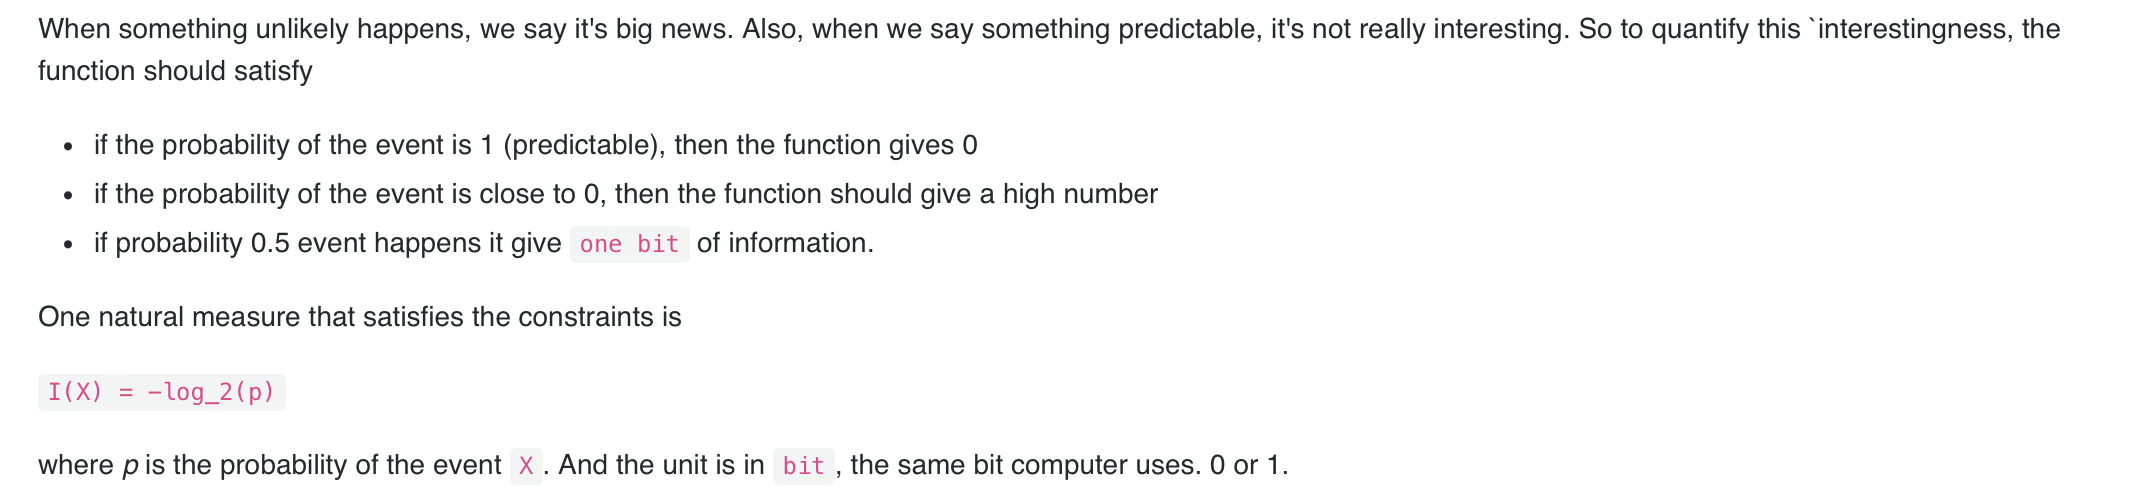 When something unlikely happens, we say it's big news. Also, when we say something predictable, it's not really interesting. So to quantify this `interestingness, the
function should satisfy
• if the probability of the event is 1 (predictable), then the function gives 0
• if the probability of the event is close to 0, then the function should give a high number
• if probability 0.5 event happens it give one bit of information.
One natural measure that satisfies the constraints is
I(X) = -log_2(p)
where p is the probability of the event X. And the unit is in bit, the same bit computer uses. 0 or 1.